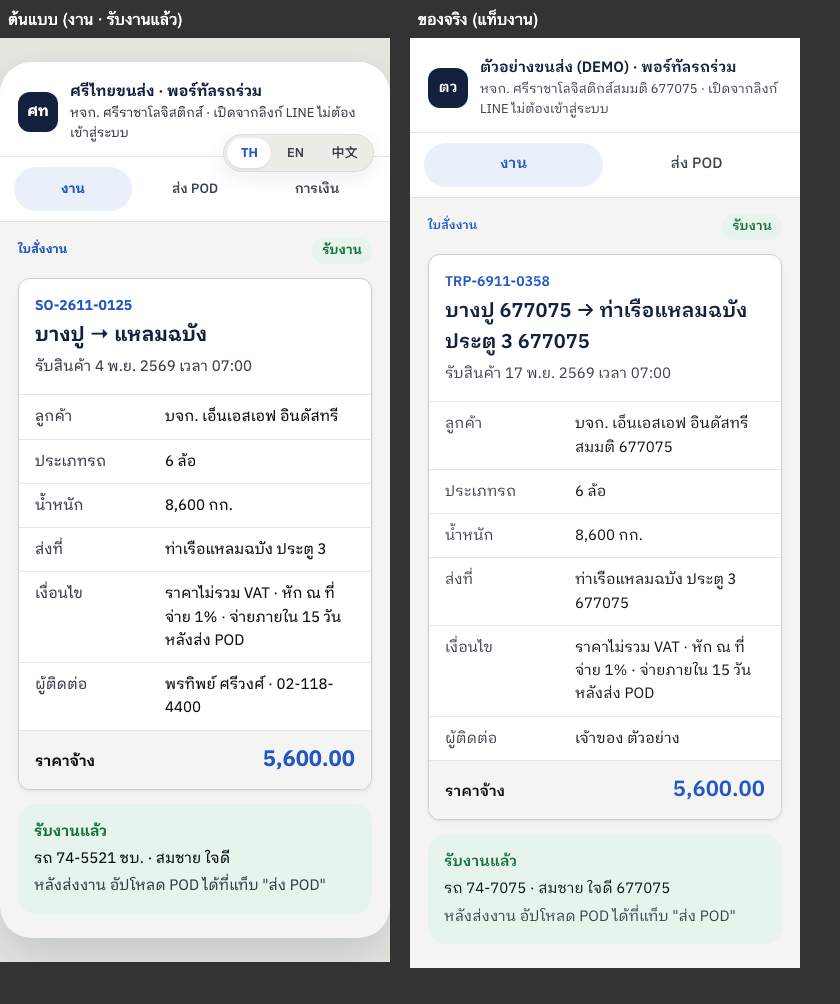 ต้นแบบ (งาน · รับงานแล้ว)
ศท
ศรีไทยขนส่ง · พอร์ทัลรถร่วม
หจก. ศรีราชาโลจิสติกส์ · เปิดจากลิงก์ LINE ไม่ต้อง
เข้าสู่ระบบ
TH EN 中文
งาน ส่ง POD การเงิน
ใบสั่งงาน รับงาน
SO-2611-0125
บางปู → แหลมฉบัง
รับสินค้า 4 พ.ย. 2569 เวลา 07:00
ลูกค้า บจก. เอ็นเอสเอฟ อินดัสทรี
ประเภทรถ 6 ล้อ
น้ำหนัก 8,600 กก.
ส่งที่ ท่าเรือแหลมฉบัง ประตู 3
เงื่อนไข ราคาไม่รวม VAT · หัก ณ ที่
จ่าย 1% · จ่ายภายใน 15 วัน
หลังส่ง POD
ผู้ติดต่อ พรทิพย์ ศรีวงศ์ · 02-118-
4400
ราคาจ้าง 5,600.00
รับงานแล้ว
รถ 74-5521 ชบ. · สมชาย ใจดี
หลังส่งงาน อัปโหลด POD ได้ที่แท็บ "ส่ง POD"
ของจริง (แท็บงาน)
ตว
ตัวอย่างขนส่ง (DEMO) · พอร์ทัลรถร่วม
หจก. ศรีราชาโลจิสติกส์สมมติ 677075 · เปิดจากลิงก์
LINE ไม่ต้องเข้าสู่ระบบ
งาน ส่ง POD
ใบสั่งงาน รับงาน
TRP-6911-0358
บางปู 677075 → ท่าเรือแหลมฉบัง
ประตู 3 677075
รับสินค้า 17 พ.ย. 2569 เวลา 07:00
ลูกค้า บจก. เอ็นเอสเอฟ อินดัสทรี
สมมติ 677075
ประเภทรถ 6 ล้อ
น้ำหนัก 8,600 กก.
ส่งที่ ท่าเรือแหลมฉบัง ประตู 3
677075
เงื่อนไข ราคาไม่รวม VAT · หัก ณ ที่
จ่าย 1% · จ่ายภายใน 15 วัน
หลังส่ง POD
ผู้ติดต่อ เจ้าของ ตัวอย่าง
ราคาจ้าง 5,600.00
รับงานแล้ว
รถ 74-7075 · สมชาย ใจดี 677075
หลังส่งงาน อัปโหลด POD ได้ที่แท็บ "ส่ง POD"